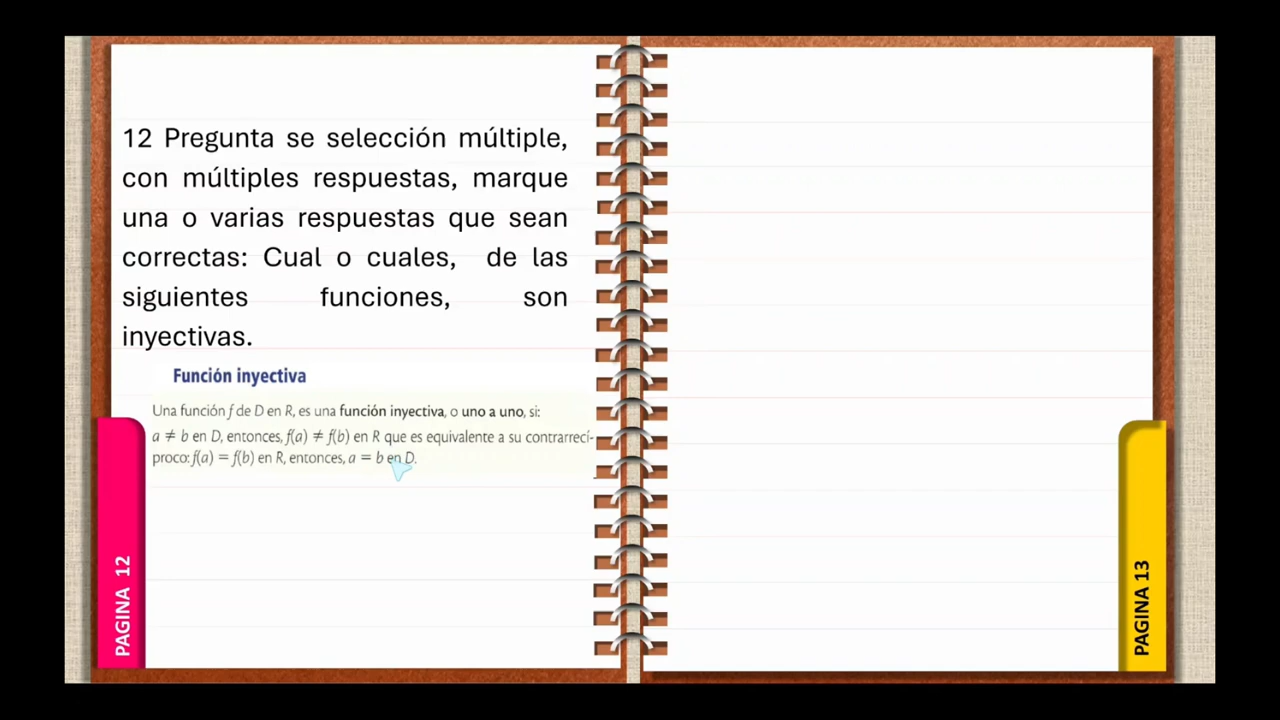 12 Pregunta se selección múltiple,
con múltiples respuestas, marque
una o varias respuestas que sean
correctas: Cual o cuales, de las
siguientes funciones, son
inyectivas.
Función inyectiva
Una función f de D en R, es una función inyectiva, o uno a uno, si:
a ≠ b en D, entonces, f(a) ≠ f(b) en R que es equivalente a su contrarrecí-
proco: f(a) = f(b) en R, entonces, a = b en D.
PAGINA 12
PAGINA 13